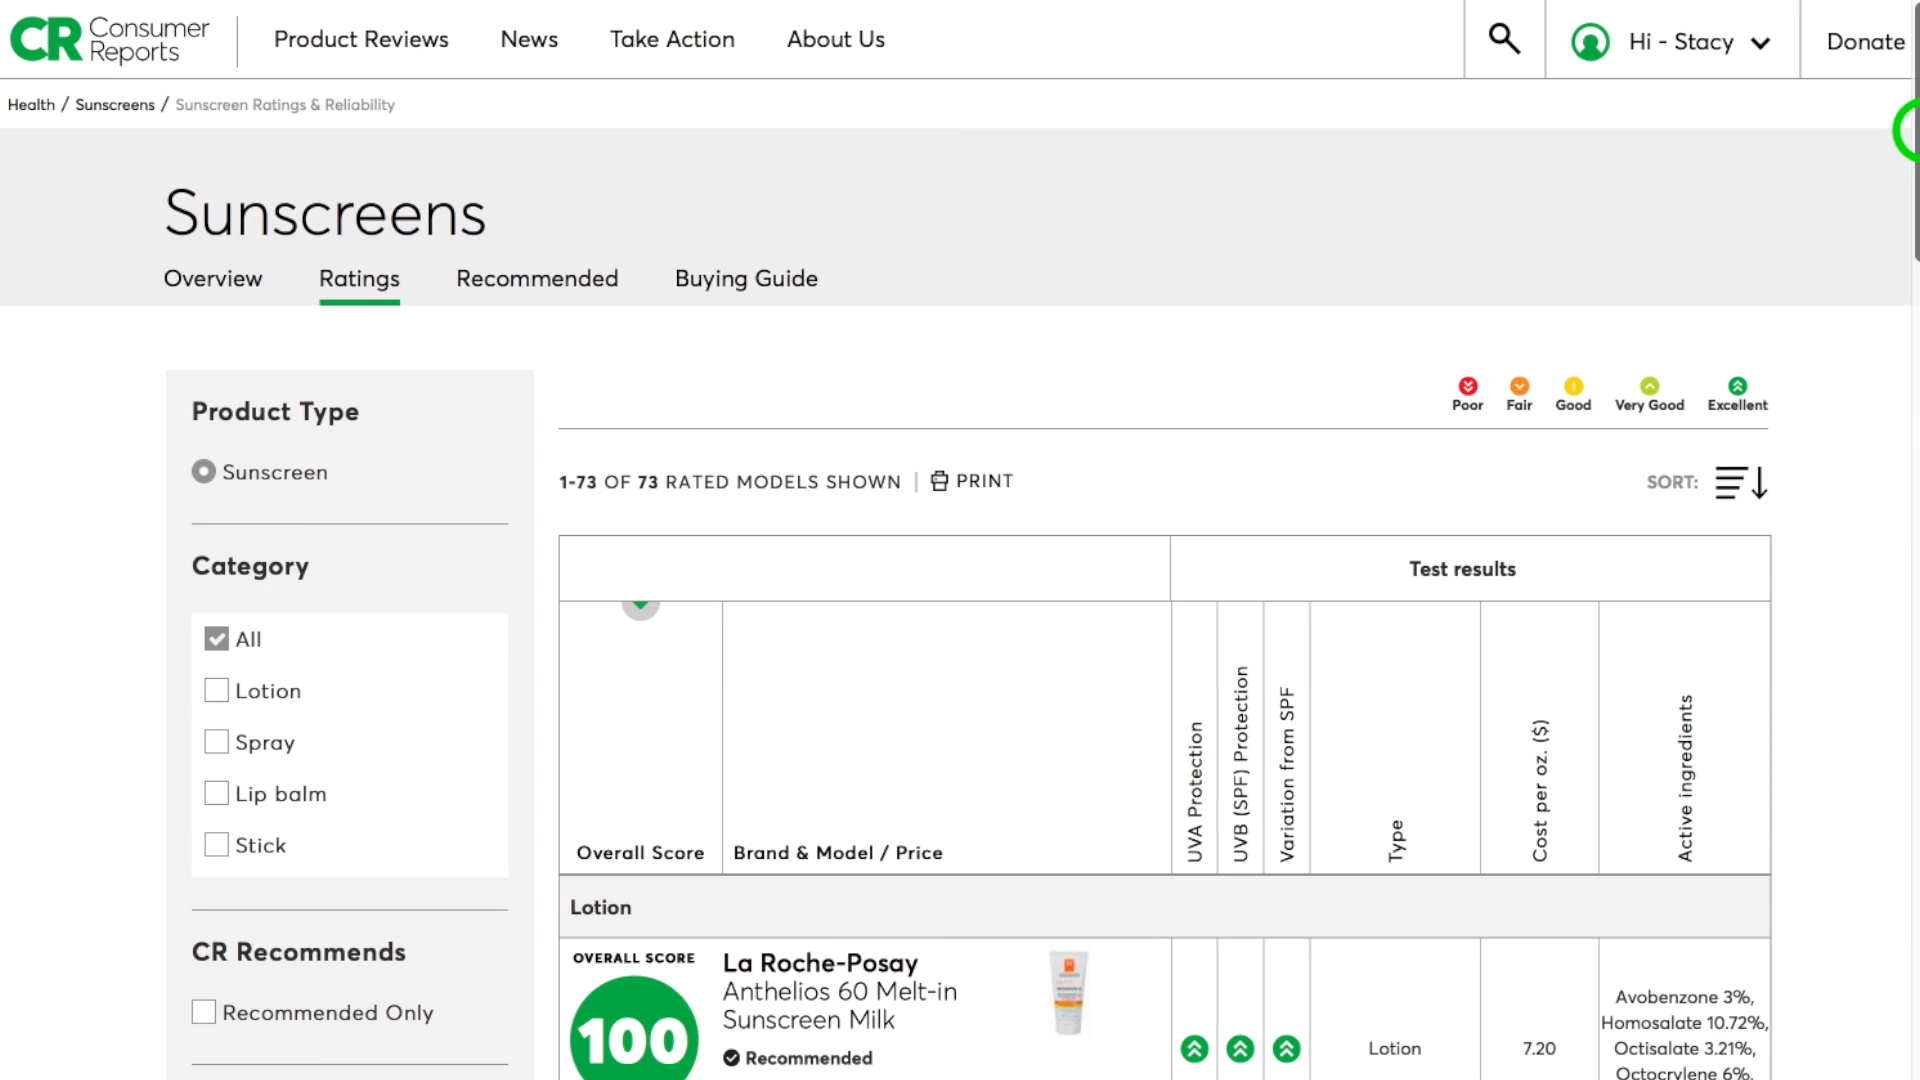 CR Consumer Reports
Product Reviews
News
Take Action
About Us
Hi - Stacy
Donate
Health / Sunscreens / Sunscreen Ratings & Reliability
Sunscreens
Overview
Ratings
Recommended
Buying Guide
Product Type
Sunscreen
Category
All
Lotion
Spray
Lip balm
Stick
CR Recommends
Recommended Only
Poor
Fair
Good
Very Good
Excellent
1-73 OF 73 RATED MODELS SHOWN | PRINT
SORT:
Test results
Overall Score
Brand & Model / Price
UVA Protection
UVB (SPF) Protection
Variation from SPF
Type
Cost per oz. ($)
Active ingredients
Lotion
OVERALL SCORE
100
La Roche-Posay
Anthelios 60 Melt-in
Sunscreen Milk
Recommended
Lotion
7.20
Avobenzone 3%,
Homosalate 10.72%,
Octisalate 3.21%,
Octocrylene 6%,